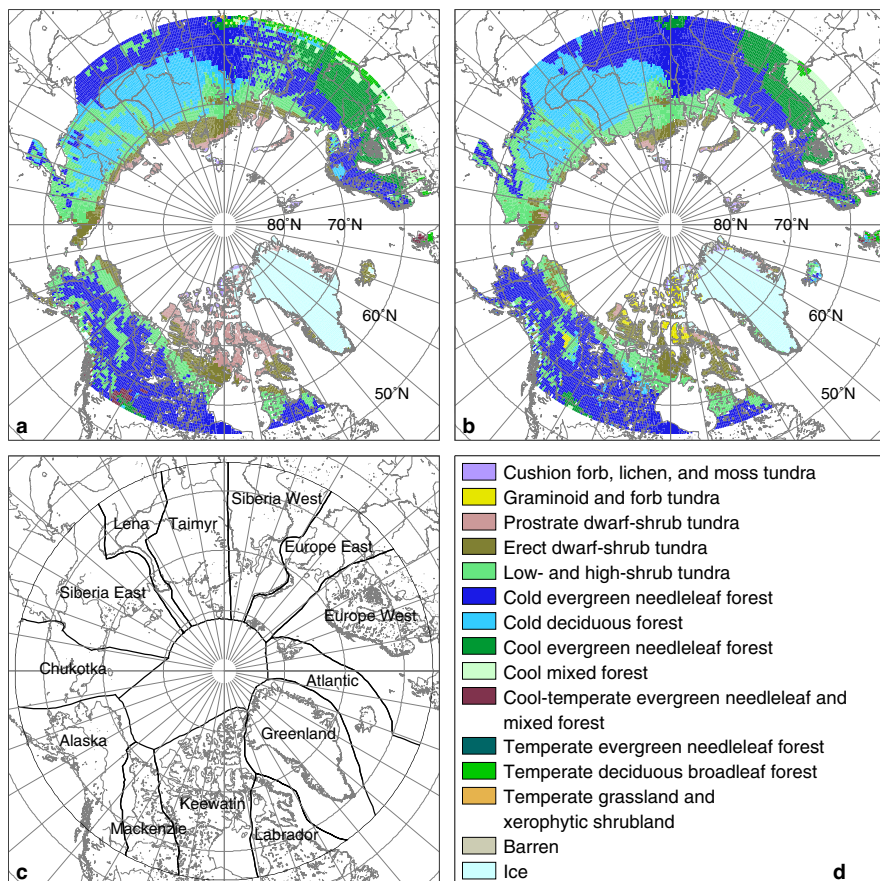 80°N
70°N
60°N
50°N
a
80°N
70°N
60°N
50°N
b
Siberia West
Lena
Taimyr
Europe East
Siberia East
Europe West
Chukotka
Atlantic
Alaska
Greenland
Keewatin
Mackenzie
Labrador
c
Cushion forb, lichen, and moss tundra
Graminoid and forb tundra
Prostrate dwarf-shrub tundra
Erect dwarf-shrub tundra
Low- and high-shrub tundra
Cold evergreen needleleaf forest
Cold deciduous forest
Cool evergreen needleleaf forest
Cool mixed forest
Cool-temperate evergreen needleleaf and
mixed forest
Temperate evergreen needleleaf forest
Temperate deciduous broadleaf forest
Temperate grassland and
xerophytic shrubland
Barren
Ice
d